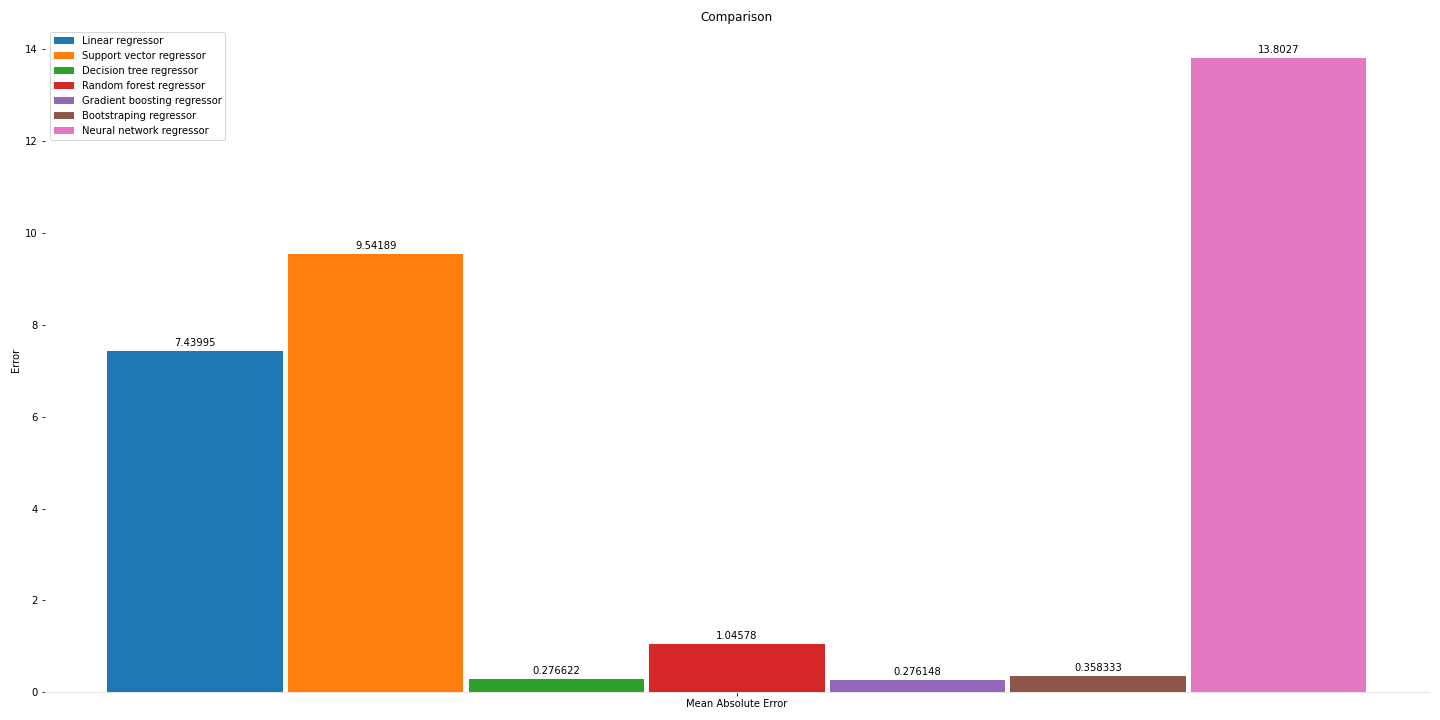 Comparison
Linear regressor
Support vector regressor
Decision tree regressor
Random forest regressor
Gradient boosting regressor
Bootstraping regressor
Neural network regressor
14
12
10
8
6
4
2
0
Error
7.43995
9.54189
0.276622
1.04578
0.276148
0.358333
13.8027
Mean Absolute Error